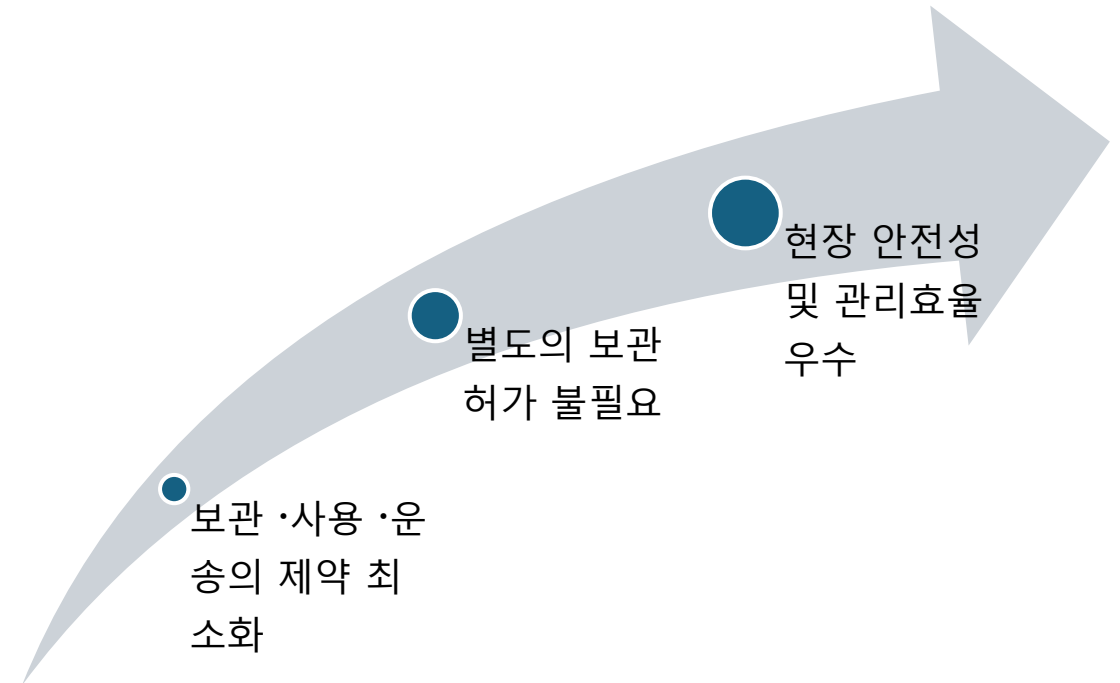 보관 ·사용 ·운
송의 제약 최
소화
별도의 보관
허가 불필요
현장 안전성
및 관리효율
우수